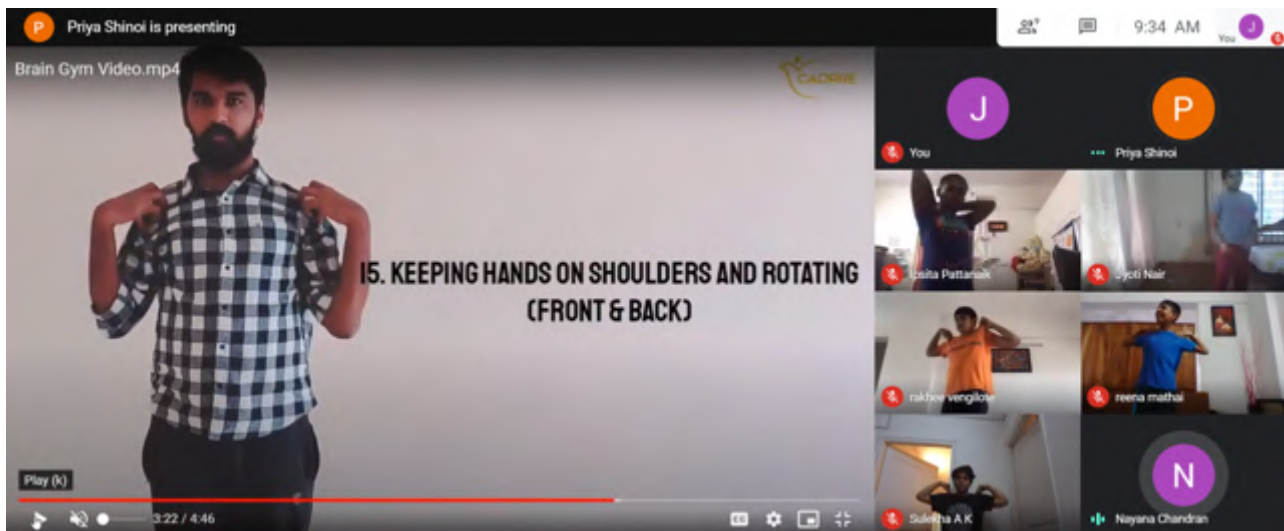 P
Priya Shinoi is presenting
9:34 AM
You
J
Brain Gym Video.mp4
CADRRE
15. KEEPING HANDS ON SHOULDERS AND ROTATING
(FRONT & BACK)
Play (k)
3:22 / 4:46
CC
J
You
P
Priya Shinoi
Pattanaik
Jyoti Nair
rakhee vengilote
reena mathai
Sulekha A K
N
Nayana Chandran